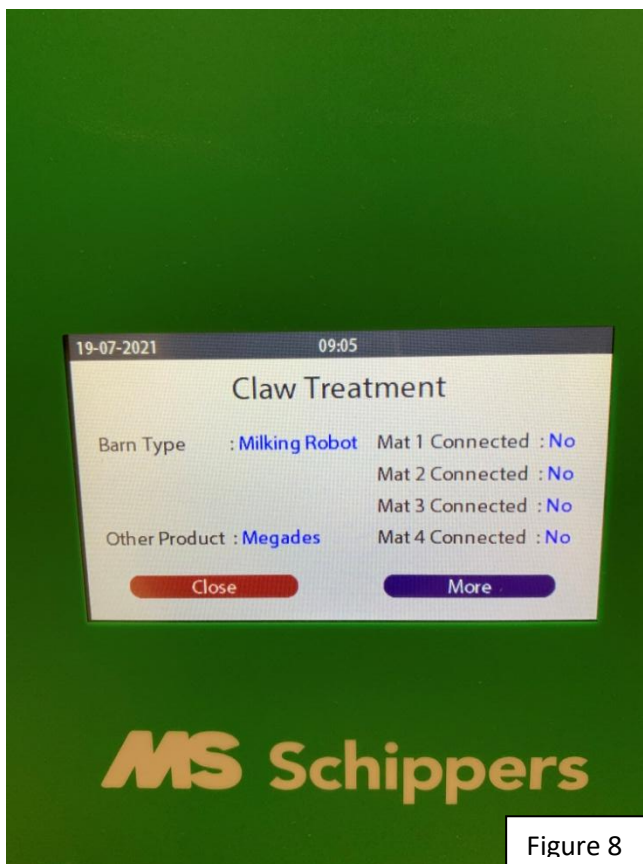 19-07-2021 09:05
Claw Treatment
Barn Type : Milking Robot Mat 1 Connected : No
Mat 2 Connected : No
Mat 3 Connected : No
Other Product : Megades Mat 4 Connected : No
Close More
MS Schippers
Figure 8